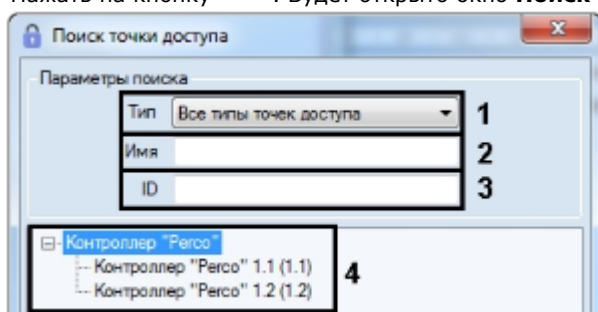 Нажать на кнопку . Будет открыто окно Поиск
Поиск точки доступа
Параметры поиска
Тип Все типы точек доступа 1
Имя 2
ID 3
Контроллер "Perco"
Контроллер "Perco" 1.1 (1.1)
4
Контроллер "Perco" 1.2 (1.2)